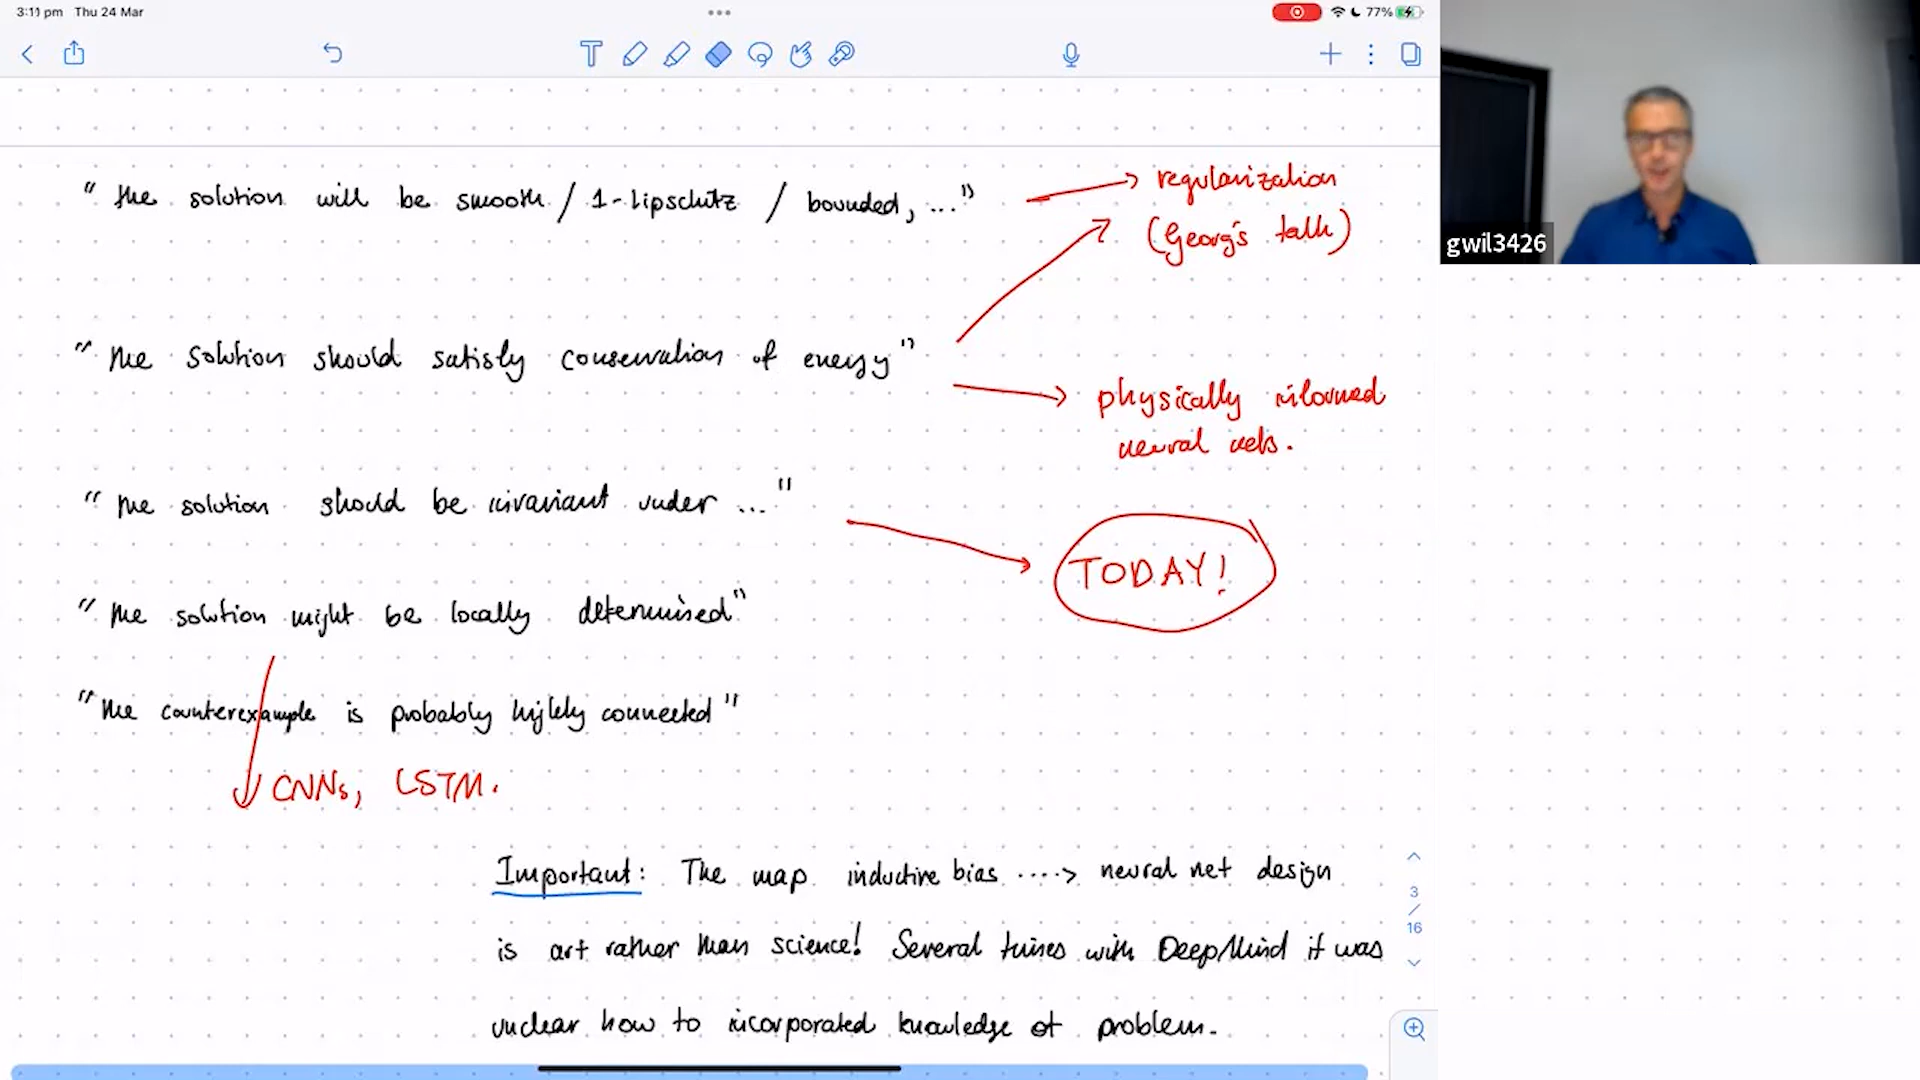 3:11 pm Thu 24 Mar
77%
gwil3426
"the solution will be smooth / 1-lipschitz / bounded, ..."
regularization
(Georg's talk)
"the solution should satisfy conservation of energy"
physically informed
neural nets.
"the solution should be invariant under ..."
TODAY!
"the solution might be locally determined"
"the counterexample is probably highly connected"
CNNs, LSTM.
Important: The map inductive bias ....> neural net design
is art rather than science! Several times with DeepMind it was
unclear how to incorporated knowledge of problem.
3
/
16